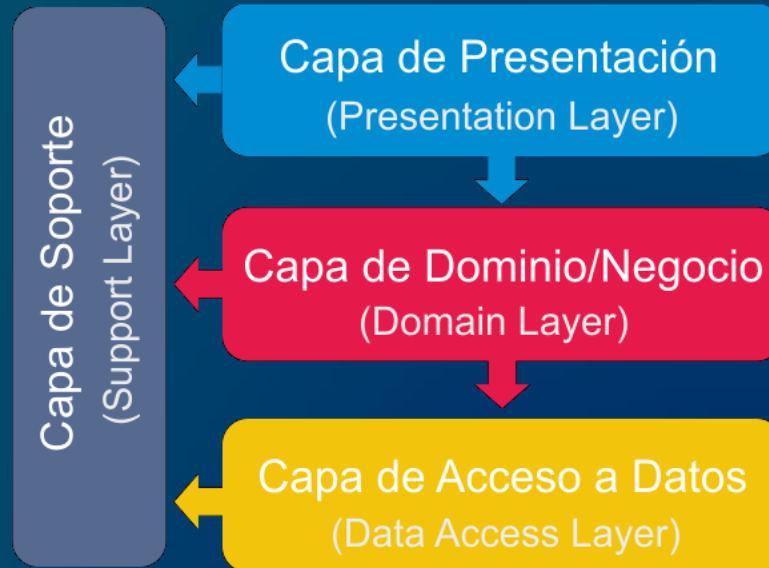 Capa de Soporte
(Support Layer)
Capa de Presentación
(Presentation Layer)
Capa de Dominio/Negocio
(Domain Layer)
Capa de Acceso a Datos
(Data Access Layer)